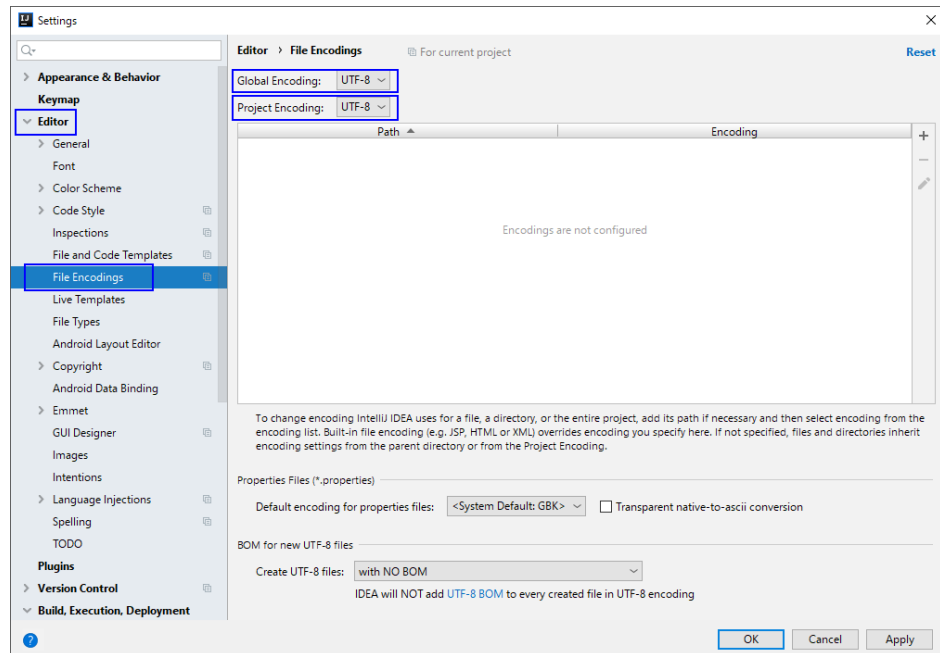 Settings
Editor › File Encodings For current project Reset
Appearance & Behavior
Keymap
Editor
General
Font
Color Scheme
Code Style
Inspections
File and Code Templates
File Encodings
Live Templates
File Types
Android Layout Editor
Copyright
Android Data Binding
Emmet
GUI Designer
Images
Intentions
Language Injections
Spelling
TODO
Plugins
Version Control
Build, Execution, Deployment
Global Encoding: UTF-8
Project Encoding: UTF-8
Path Encoding
Encodings are not configured
To change encoding IntelliJ IDEA uses for a file, a directory, or the entire project, add its path if necessary and then select encoding from the
encoding list. Built-in file encoding (e.g. JSP, HTML or XML) overrides encoding you specify here. If not specified, files and directories inherit
encoding settings from the parent directory or from the Project Encoding.
Properties Files (*.properties)
Default encoding for properties files: <System Default: GBK> Transparent native-to-ascii conversion
BOM for new UTF-8 files
Create UTF-8 files: with NO BOM
IDEA will NOT add UTF-8 BOM to every created file in UTF-8 encoding
? OK Cancel Apply